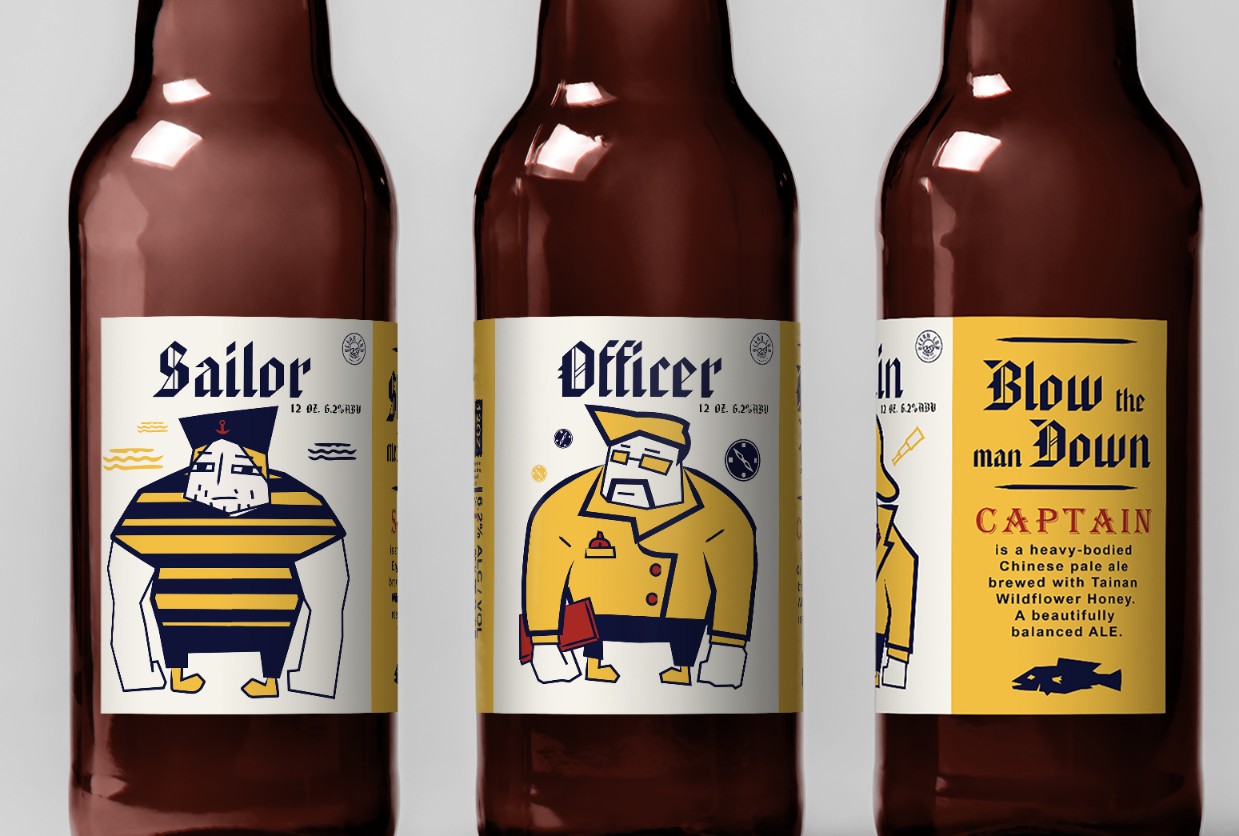 Sailor
12 OZ. 6.2%ABV
Officer
12 OZ. 6.2%ABV
12OZ
6.2% ALC / VOL
in
12 OZ. 6.2%ABV
Blow the
man Down
CAPTAIN
is a heavy-bodied
Chinese pale ale
brewed with Tainan
Wildflower Honey.
A beautifully
balanced ALE.